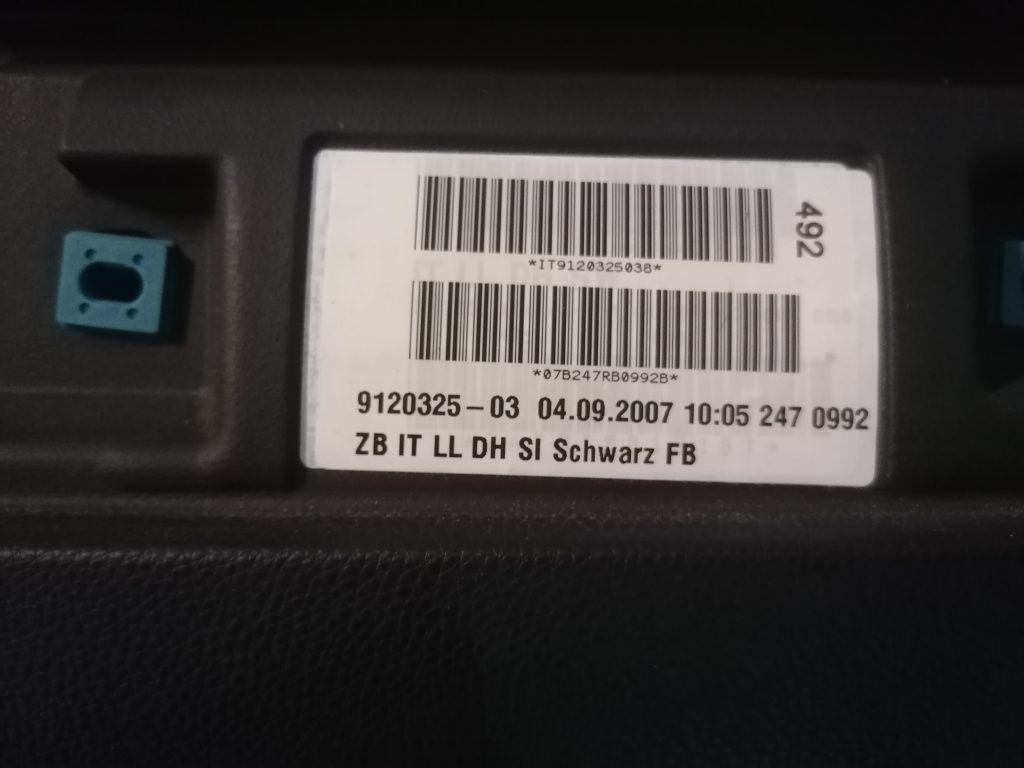 492
*IT9120325038*
*07B247RB0992B*
9120325-03 04.09.2007 10:05 247 0992
ZB IT LL DH SI Schwarz FB